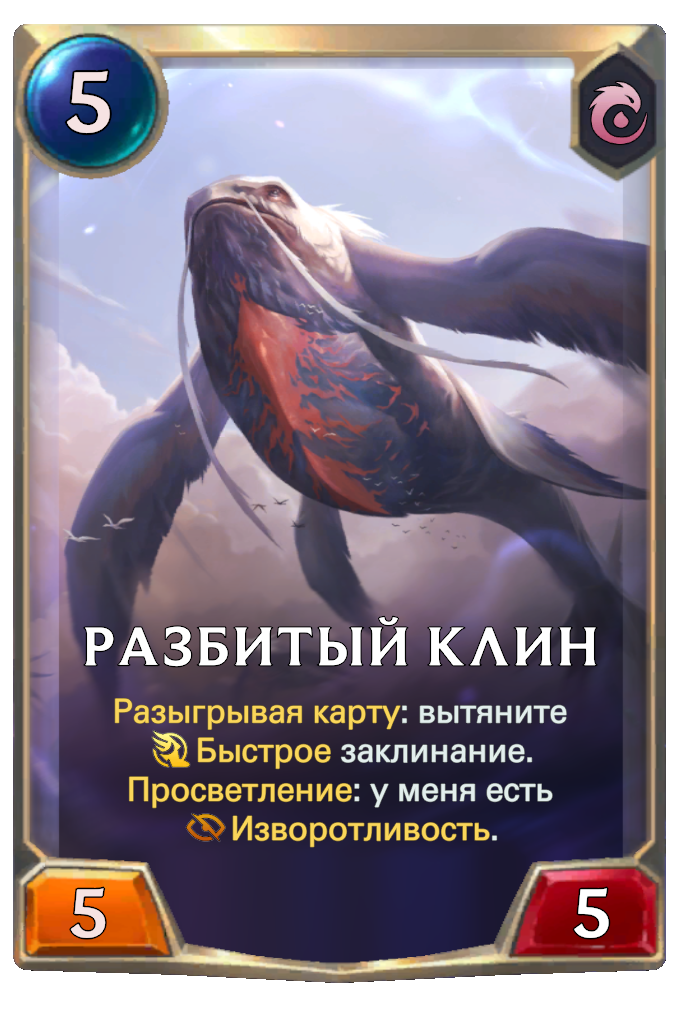 5
РАЗБИТЫЙ КЛИН
Разыгрывая карту: вытяните
Быстрое заклинание.
Просветление: у меня есть
Изворотливость.
5
5